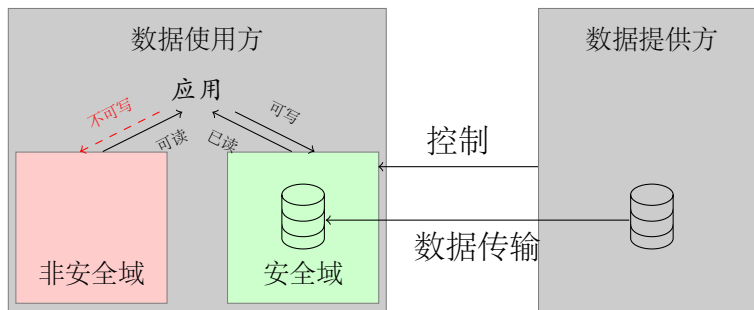 数据使用方
数据提供方
应用
不可写
可读
已读
可写
控制
数据传输
非安全域
安全域